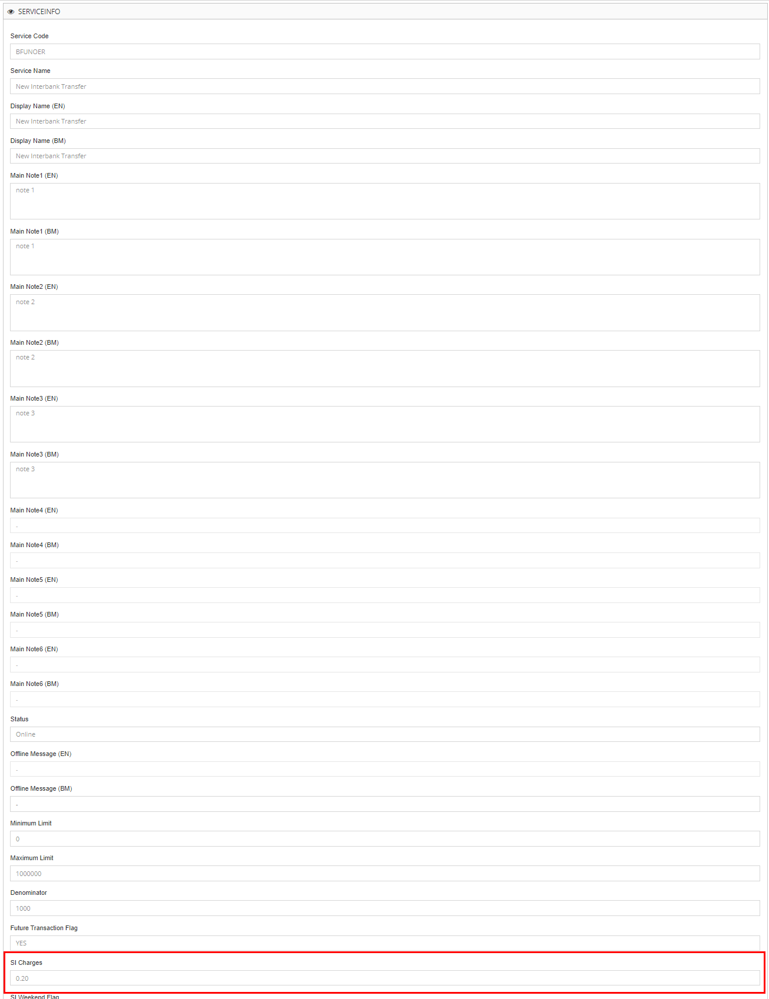 SERVICEINFO
Service Code
BFUNOER
Service Name
New Interbank Transfer
Display Name (EN)
New Interbank Transfer
Display Name (BM)
New Interbank Transfer
Main Note1 (EN)
note 1
Main Note1 (BM)
note 1
Main Note2 (EN)
note 2
Main Note2 (BM)
note 2
Main Note3 (EN)
note 3
Main Note3 (BM)
note 3
Main Note4 (EN)
-
Main Note4 (BM)
-
Main Note5 (EN)
-
Main Note5 (BM)
-
Main Note6 (EN)
-
Main Note6 (BM)
-
Status
Online
Offline Message (EN)
-
Offline Message (BM)
-
Minimum Limit
0
Maximum Limit
1000000
Denominator
1000
Future Transaction Flag
YES
SI Charges
0.20
SI Weekend Flag